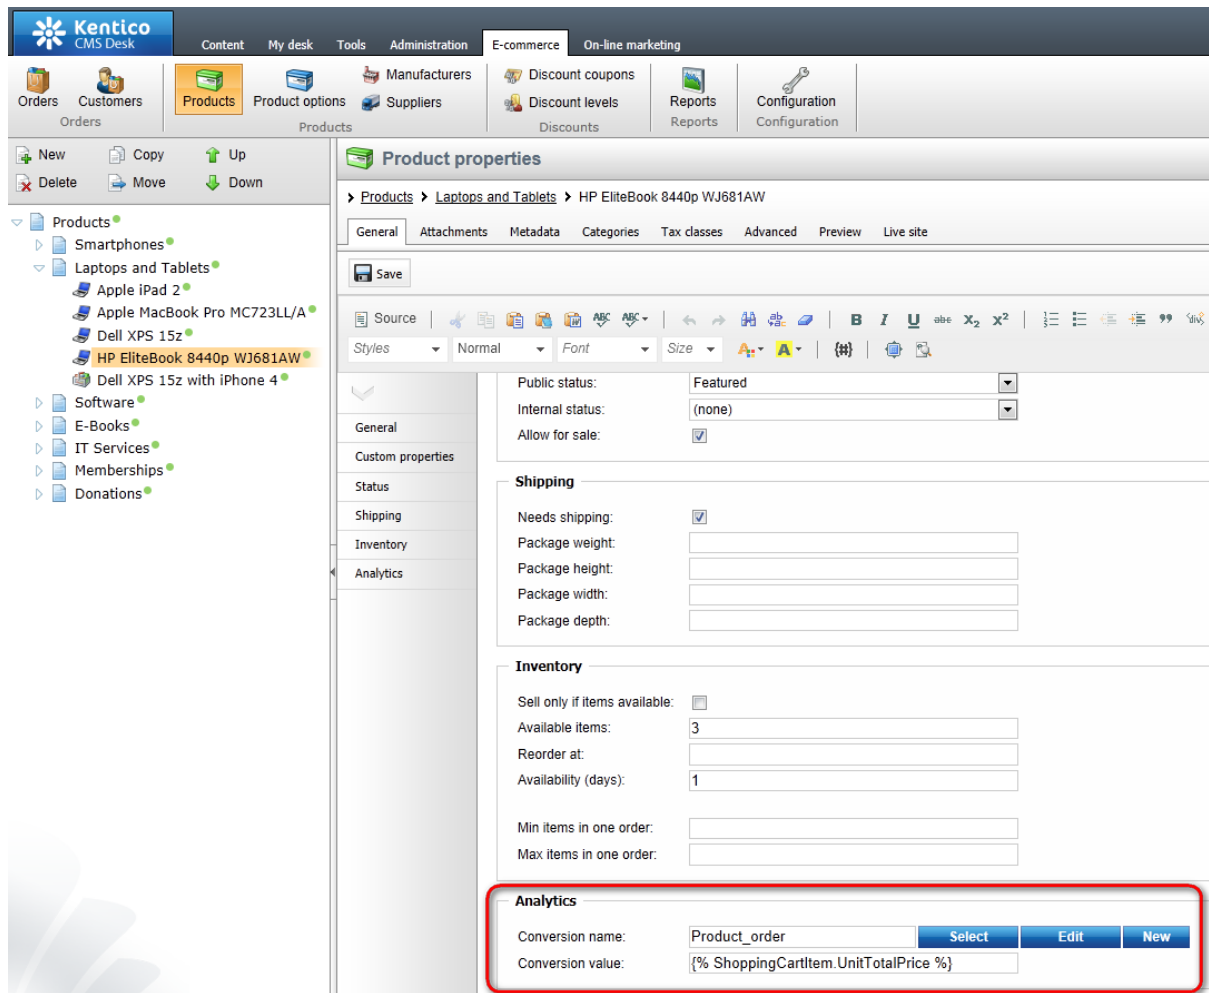 Kentico
CMS Desk
Content My desk Tools Administration E-commerce On-line marketing
Orders Customers
Orders
Products Product options Manufacturers
Suppliers
Products
Discount coupons
Discount levels
Discounts
Reports
Reports
Configuration
Configuration
New Copy Up
Delete Move Down
Products
Smartphones
Laptops and Tablets
Apple iPad 2
Apple MacBook Pro MC723LL/A
Dell XPS 15z
HP EliteBook 8440p WJ681AW
Dell XPS 15z with iPhone 4
Software
E-Books
IT Services
Memberships
Donations
Product properties
Products Laptops and Tablets HP EliteBook 8440p WJ681AW
General Attachments Metadata Categories Tax classes Advanced Preview Live site
Save
Source ABC ABC B I U abc X₂ X² div
Styles Normal Font Size A A {#}
General
Custom properties
Status
Shipping
Inventory
Analytics
Public status: Featured
Internal status: (none)
Allow for sale:
Shipping
Needs shipping:
Package weight:
Package height:
Package width:
Package depth:
Inventory
Sell only if items available:
Available items: 3
Reorder at:
Availability (days): 1
Min items in one order:
Max items in one order:
Analytics
Conversion name: Product_order Select Edit New
Conversion value: {% ShoppingCartItem.UnitTotalPrice %}